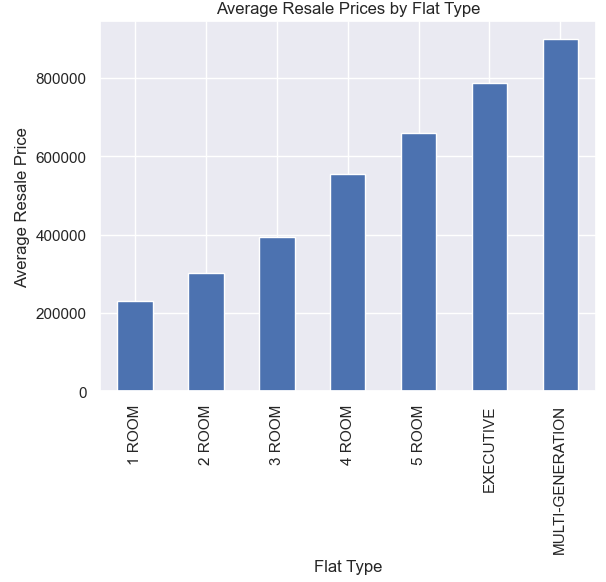 Average Resale Prices by Flat Type
Average Resale Price
800000
600000
400000
200000
0
1 ROOM
2 ROOM
3 ROOM
4 ROOM
5 ROOM
EXECUTIVE
MULTI-GENERATION
Flat Type